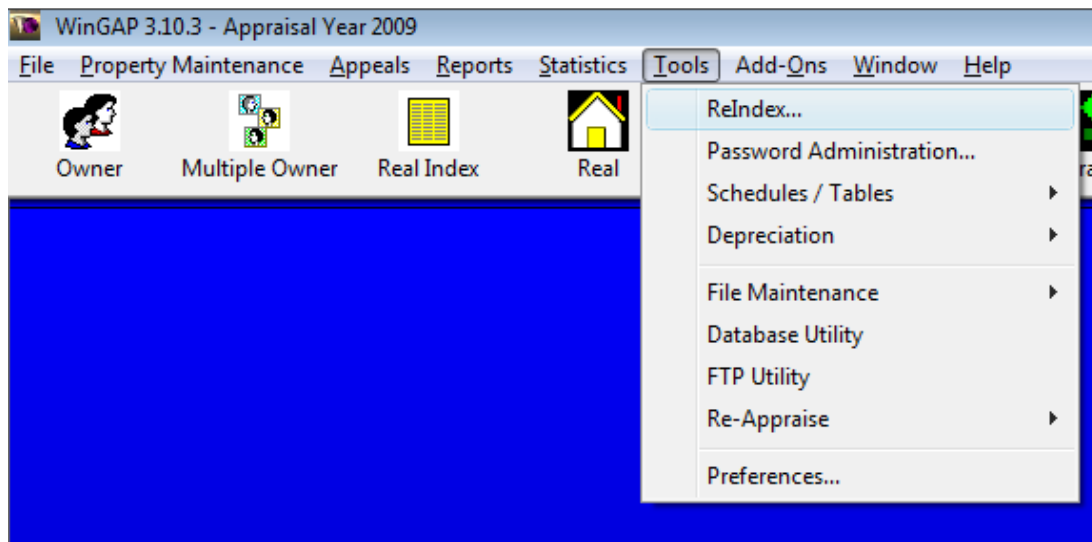 WinGAP 3.10.3 - Appraisal Year 2009
File Property Maintenance Appeals Reports Statistics Tools Add-Ons Window Help
Owner Multiple Owner Real Index Real
ReIndex...
Password Administration...
Schedules / Tables
Depreciation
File Maintenance
Database Utility
FTP Utility
Re-Appraise
Preferences...